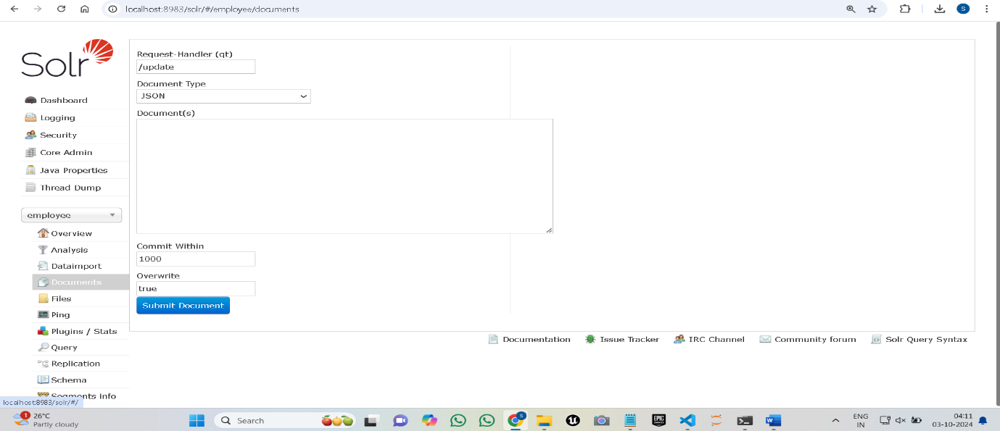 localhost:8983/solr/#/employee/documents
S
Solr
Dashboard
Logging
Security
Core Admin
Java Properties
Thread Dump
employee
Overview
Analysis
Dataimport
Documents
Files
Ping
Plugins / Stats
Query
Replication
Schema
Segments info
Request-Handler (qt)
/update
Document Type
JSON
Document(s)
Commit Within
1000
Overwrite
true
Submit Document
Documentation Issue Tracker IRC Channel Community forum Solr Query Syntax
localhost:8983/solr/#/
1
26°C
Partly cloudy
Search
S
EPIC
GAMES
ENG
IN
04:11
03-10-2024